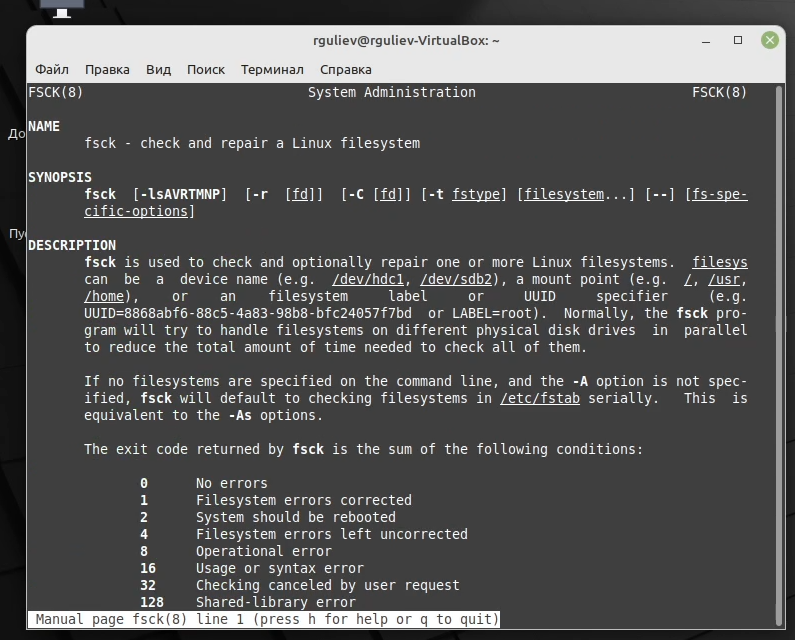 rguliev@rguliev-VirtualBox: ~
Файл Правка Вид Поиск Терминал Справка
FSCK(8) System Administration FSCK(8)
NAME
fsck - check and repair a Linux filesystem
SYNOPSIS
fsck [-lsAVRTMNP] [-r [fd]] [-C [fd]] [-t fstype] [filesystem...] [--] [fs-spe-
cific-options]
DESCRIPTION
fsck is used to check and optionally repair one or more Linux filesystems. filesys
can be a device name (e.g. /dev/hdc1, /dev/sdb2), a mount point (e.g. /, /usr,
/home), or an filesystem label or UUID specifier (e.g.
UUID=8868abf6-88c5-4a83-98b8-bfc24057f7bd or LABEL=root). Normally, the fsck pro-
gram will try to handle filesystems on different physical disk drives in parallel
to reduce the total amount of time needed to check all of them.
If no filesystems are specified on the command line, and the -A option is not spec-
ified, fsck will default to checking filesystems in /etc/fstab serially. This is
equivalent to the -As options.
The exit code returned by fsck is the sum of the following conditions:
0 No errors
1 Filesystem errors corrected
2 System should be rebooted
4 Filesystem errors left uncorrected
8 Operational error
16 Usage or syntax error
32 Checking canceled by user request
128 Shared-library error
Manual page fsck(8) line 1 (press h for help or q to quit)
До
Пу